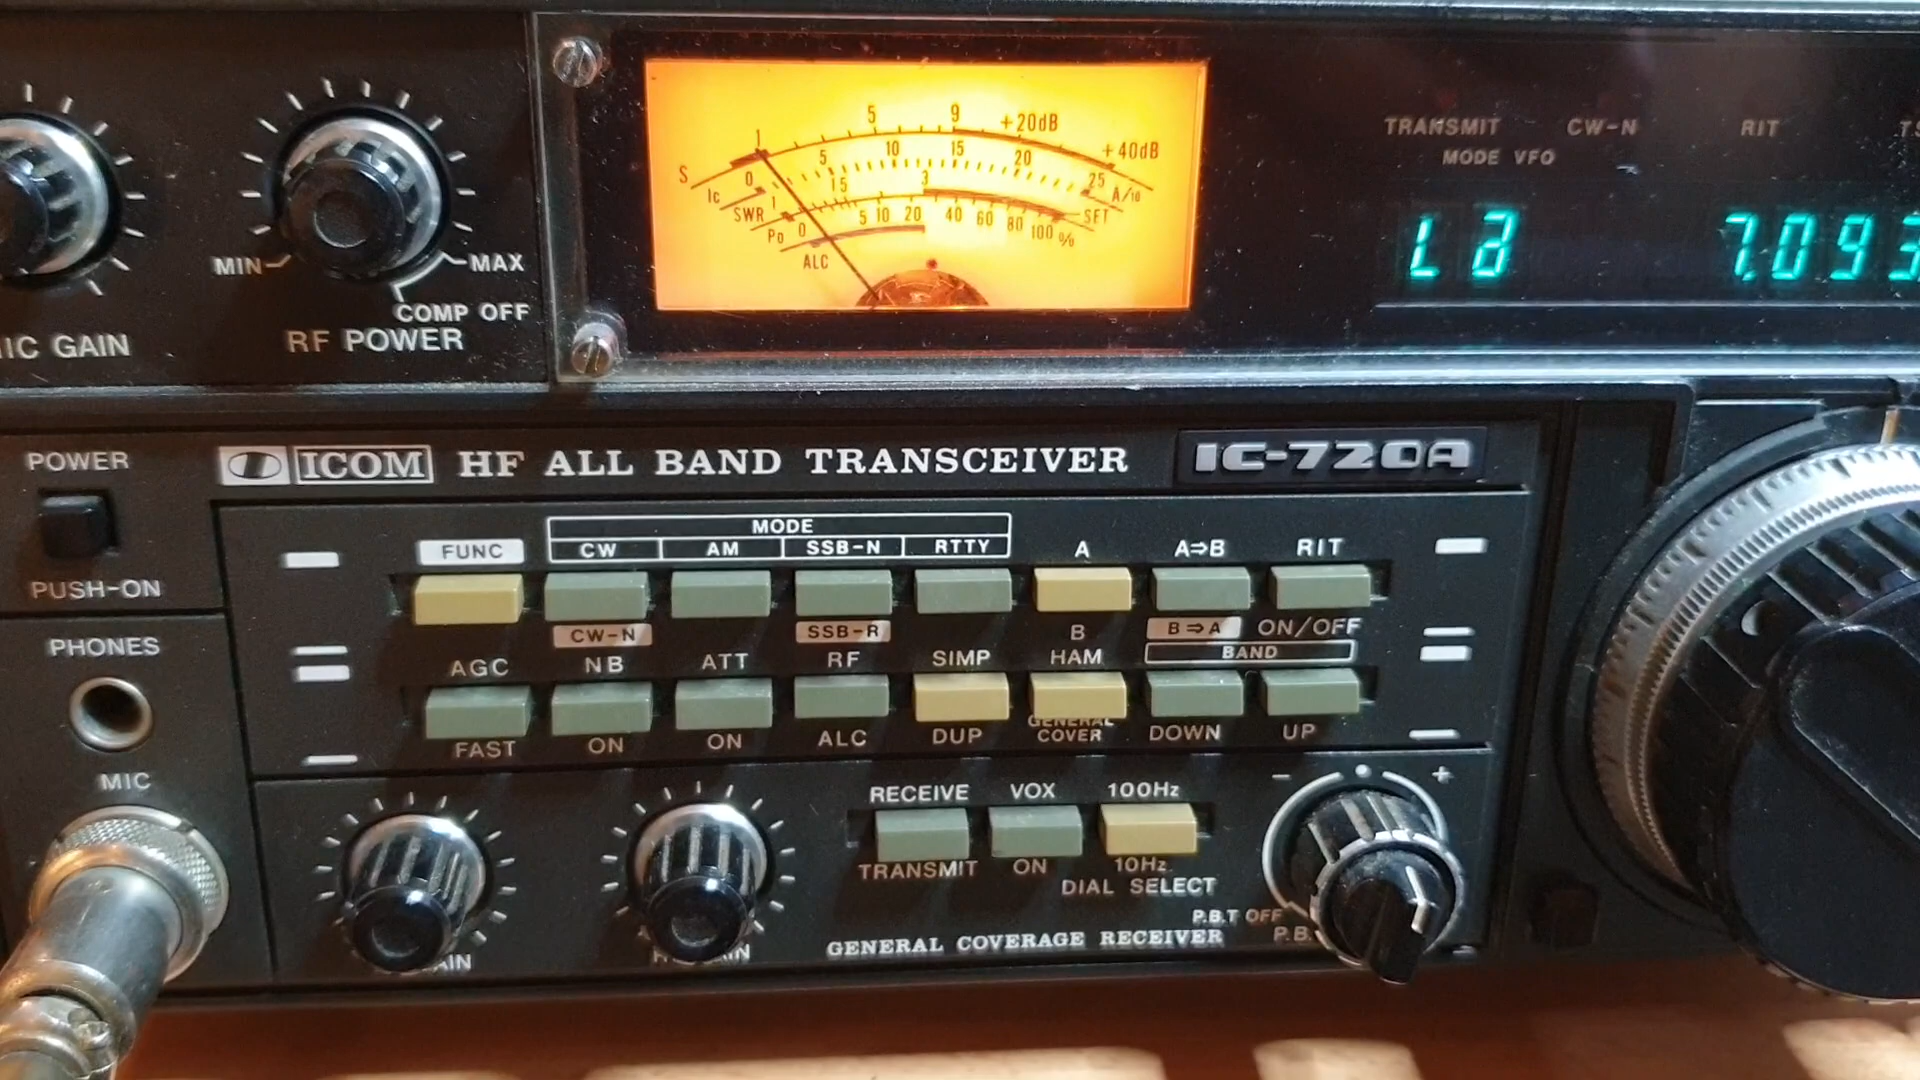 TRANSMIT CW-N RIT
MODE VFO
L a 7.093
5 9 +20dB
1 5 10 15 20 +40dB
S 0 15 3 25 A/10
Ic 1
SWR 5 10 20 40 60 80 100 % SET
Po 0
ALC
MIN MAX
COMP OFF
IC GAIN RF POWER
POWER
PUSH-ON
ICOM HF ALL BAND TRANSCEIVER IC-720A
MODE
FUNC CW AM SSB-N RTTY A A⇒B RIT
CW-N SSB-R B B⇒A ON/OFF
AGC NB ATT RF SIMP HAM BAND
FAST ON ON ALC DUP GENERAL COVER DOWN UP
PHONES
MIC
RECEIVE VOX 100Hz - +
TRANSMIT ON 10Hz
DIAL SELECT
P.B.T OFF
GENERAL COVERAGE RECEIVER